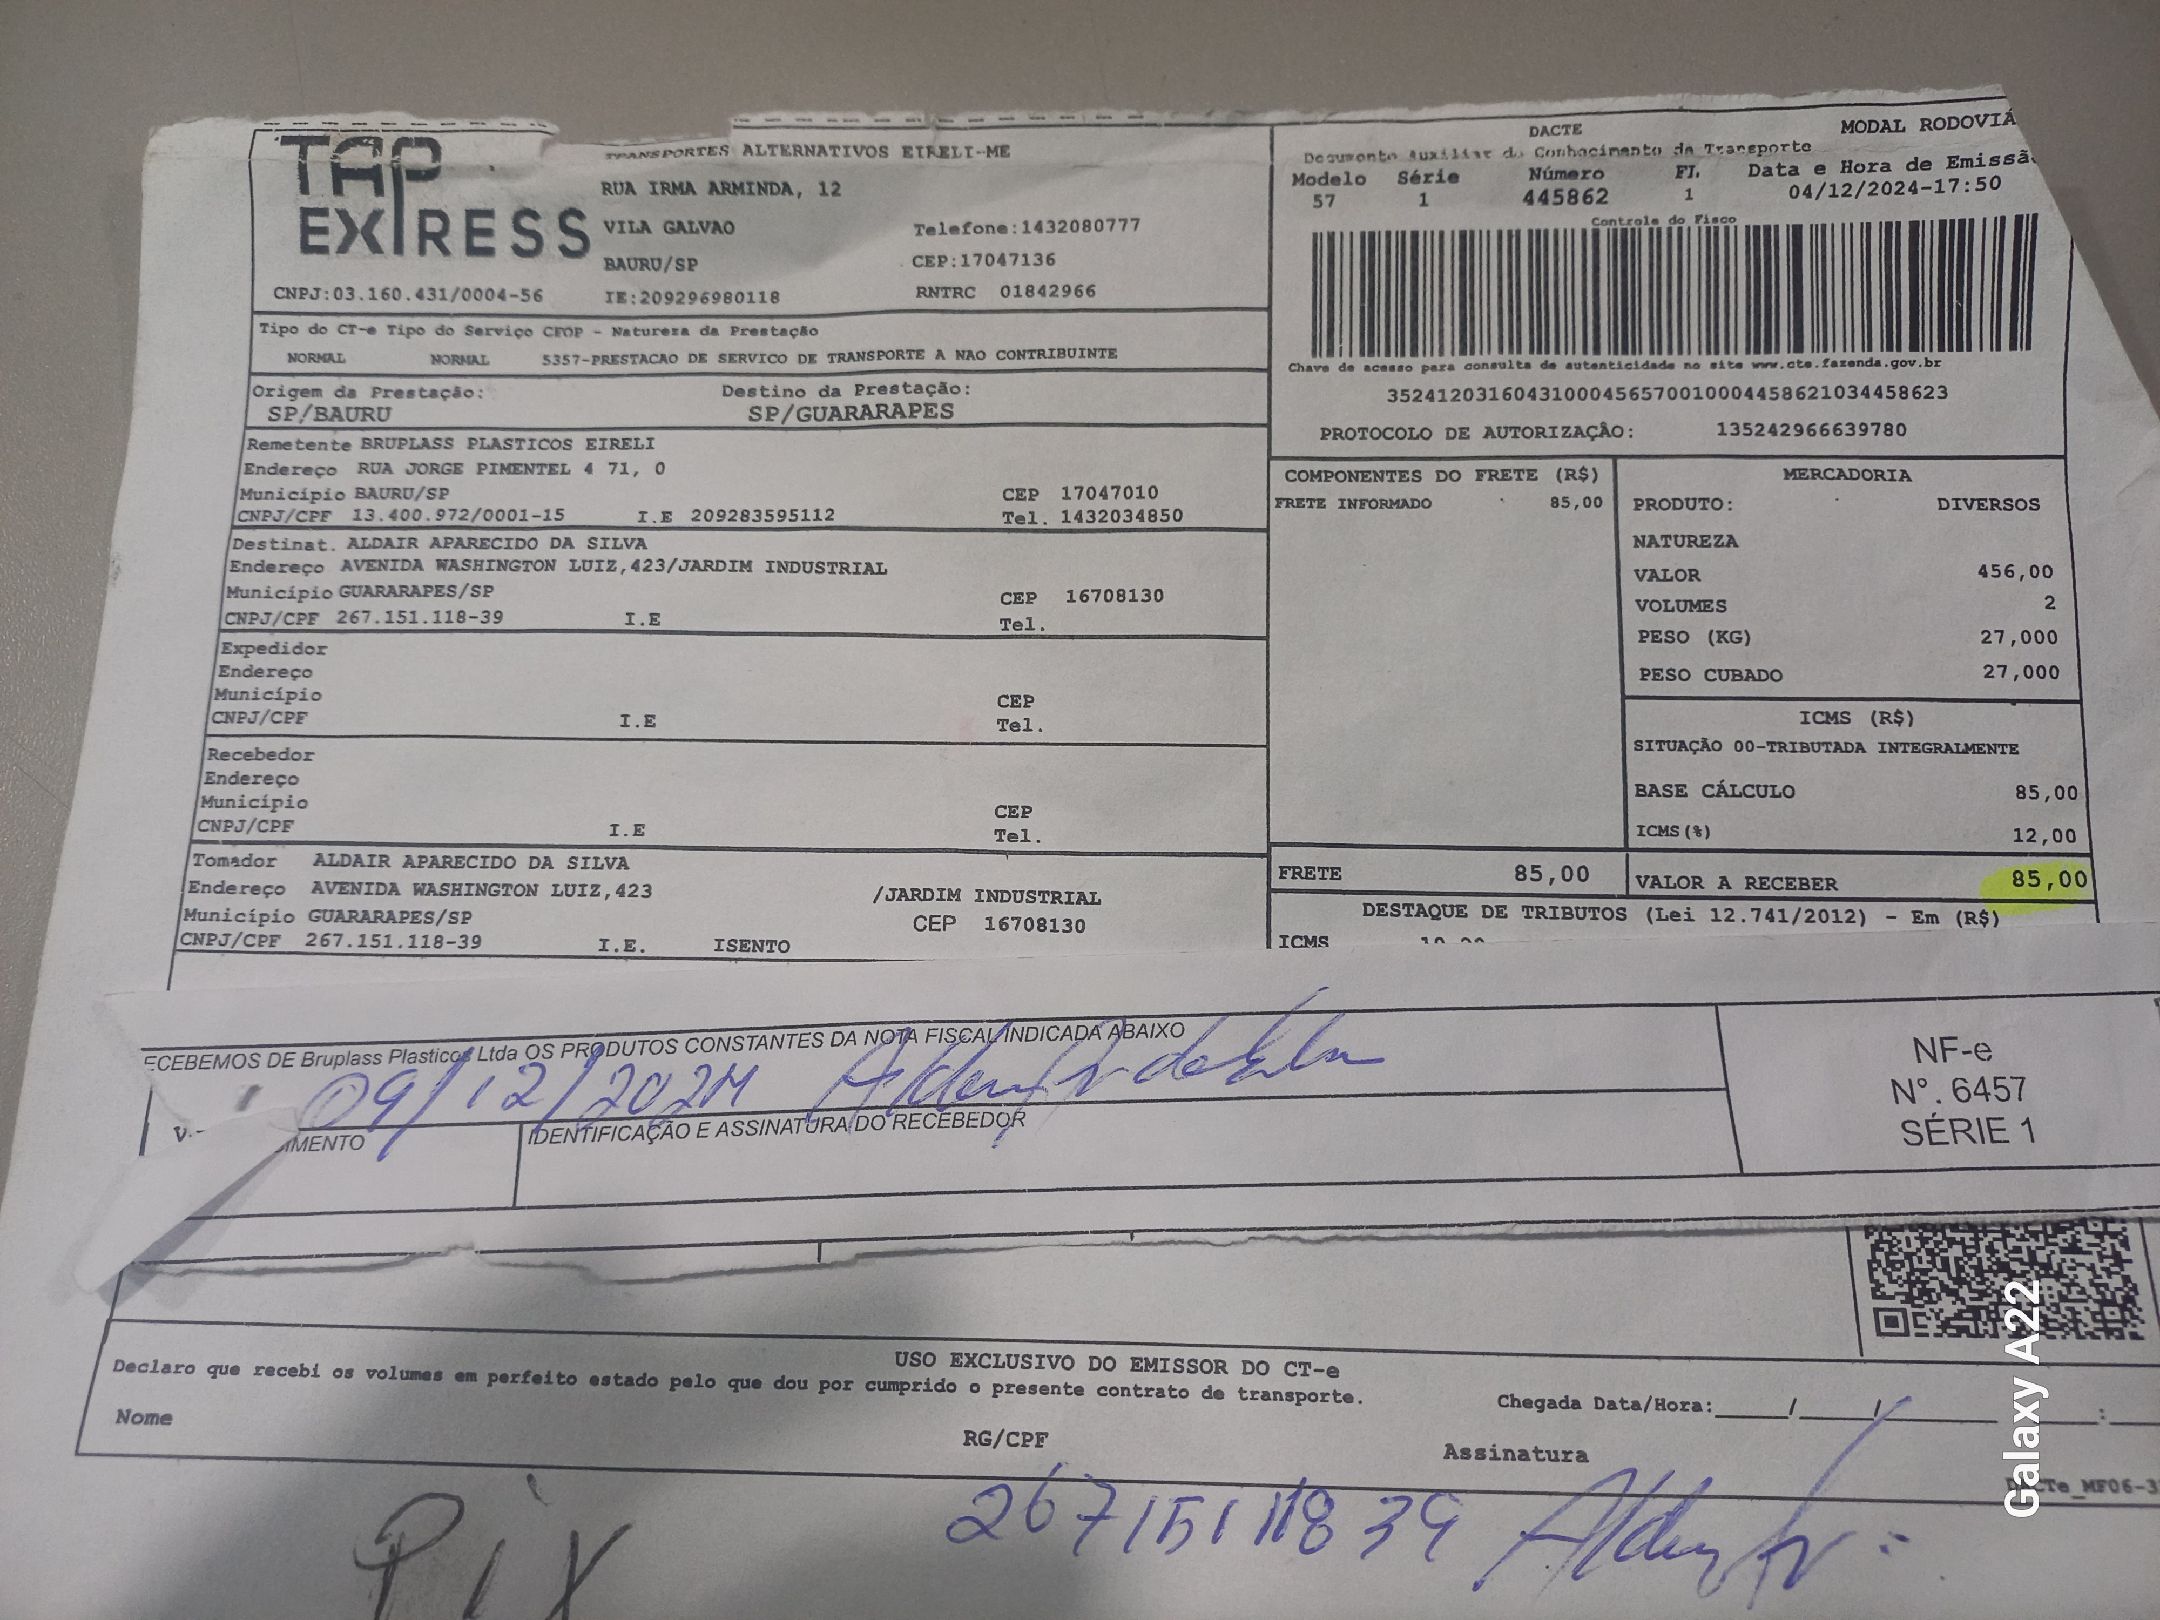 TAP EXPRESS
TRANSPORTES ALTERNATIVOS EIRELI-ME
RUA IRMA ARMINDA, 12
VILA GALVAO Telefone:1432080777
BAURU/SP CEP:17047136
CNPJ:03.160.431/0004-56 IE:209296980118 RNTRC 01842966
Tipo do CT-e Tipo do Serviço CFOP - Natureza da Prestação
NORMAL NORMAL 5357-PRESTACAO DE SERVICO DE TRANSPORTE A NAO CONTRIBUINTE
Origem da Prestação: Destino da Prestação:
SP/BAURU SP/GUARARAPES
Remetente BRUPLASS PLASTICOS EIRELI
Endereço RUA JORGE PIMENTEL 4 71, 0
Município BAURU/SP CEP 17047010
CNPJ/CPF 13.400.972/0001-15 I.E 209283595112 Tel. 1432034850
Destinat. ALDAIR APARECIDO DA SILVA
Endereço AVENIDA WASHINGTON LUIZ,423/JARDIM INDUSTRIAL
Município GUARARAPES/SP CEP 16708130
CNPJ/CPF 267.151.118-39 I.E Tel.
Expedidor
Endereço
Município CEP
CNPJ/CPF I.E Tel.
Recebedor
Endereço
Município CEP
CNPJ/CPF I.E Tel.
Tomador ALDAIR APARECIDO DA SILVA
Endereço AVENIDA WASHINGTON LUIZ,423 /JARDIM INDUSTRIAL
Município GUARARAPES/SP CEP 16708130
CNPJ/CPF 267.151.118-39 I.E. ISENTO
DACTE MODAL RODOVIÁ
Documento Auxiliar do Conhecimento de Transporte
Modelo Série Número FL Data e Hora de Emissão
57 1 445862 1 04/12/2024-17:50
Controle do Fisco
Chave de acesso para consulta de autenticidade no site www.cte.fazenda.gov.br
35241203160431000456570010004458621034458623
PROTOCOLO DE AUTORIZAÇÃO: 135242966639780
COMPONENTES DO FRETE (R$)
FRETE INFORMADO 85,00
MERCADORIA
PRODUTO: DIVERSOS
NATUREZA
VALOR 456,00
VOLUMES 2
PESO (KG) 27,000
PESO CUBADO 27,000
ICMS (R$)
SITUAÇÃO 00-TRIBUTADA INTEGRALMENTE
BASE CÁLCULO 85,00
ICMS(%) 12,00
FRETE 85,00 VALOR A RECEBER 85,00
DESTAQUE DE TRIBUTOS (Lei 12.741/2012) - Em (R$)
ICMS
ECEBEMOS DE Bruplass Plasticos Ltda OS PRODUTOS CONSTANTES DA NOTA FISCAL INDICADA ABAIXO
09/12/2024
IMENTO IDENTIFICAÇÃO E ASSINATURA DO RECEBEDOR
NF-e
N°. 6457
SÉRIE 1
USO EXCLUSIVO DO EMISSOR DO CT-e
Declaro que recebi os volumes em perfeito estado pelo que dou por cumprido o presente contrato de transporte.
Chegada Data/Hora:_____/_____/_____ :
Nome RG/CPF Assinatura
267151118 39
Pix
Galaxy A22